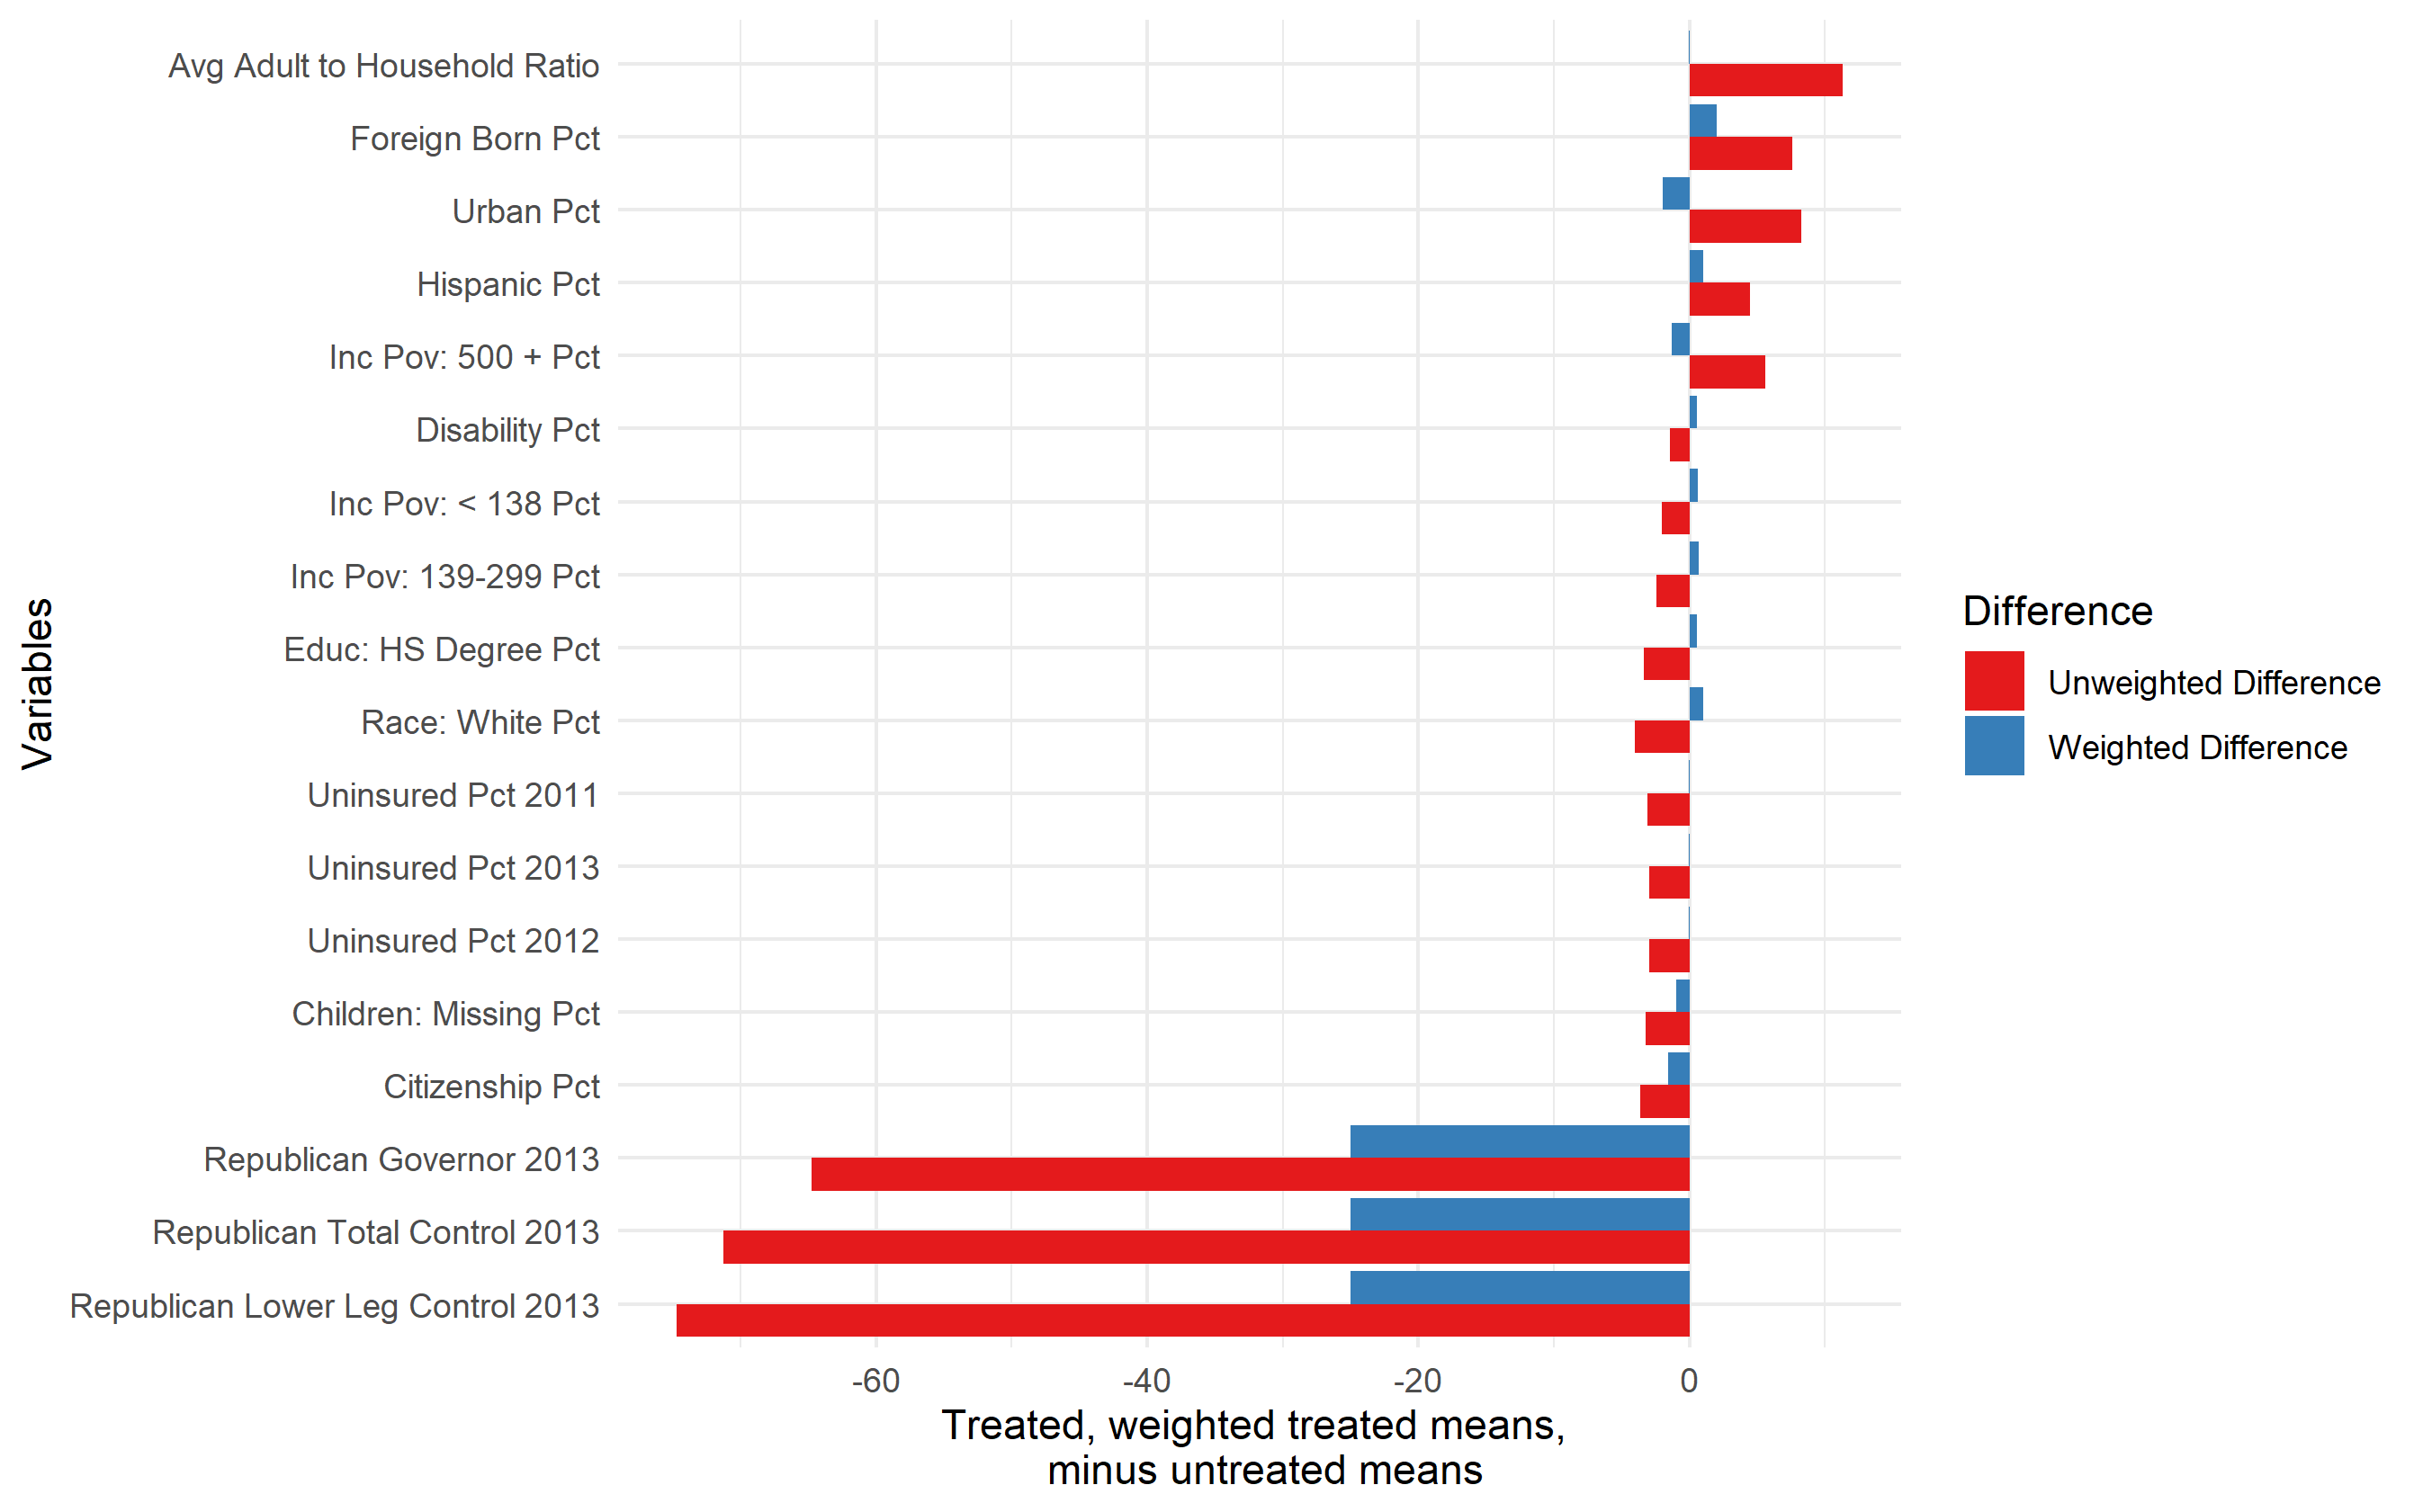 Avg Adult to Household Ratio
Foreign Born Pct
Urban Pct
Hispanic Pct
Inc Pov: 500 + Pct
Disability Pct
Inc Pov: < 138 Pct
Inc Pov: 139-299 Pct
Educ: HS Degree Pct
Race: White Pct
Uninsured Pct 2011
Uninsured Pct 2013
Uninsured Pct 2012
Children: Missing Pct
Citizenship Pct
Republican Governor 2013
Republican Total Control 2013
Republican Lower Leg Control 2013
Variables
-60 -40 -20 0
Treated, weighted treated means,
minus untreated means
Difference
Unweighted Difference
Weighted Difference